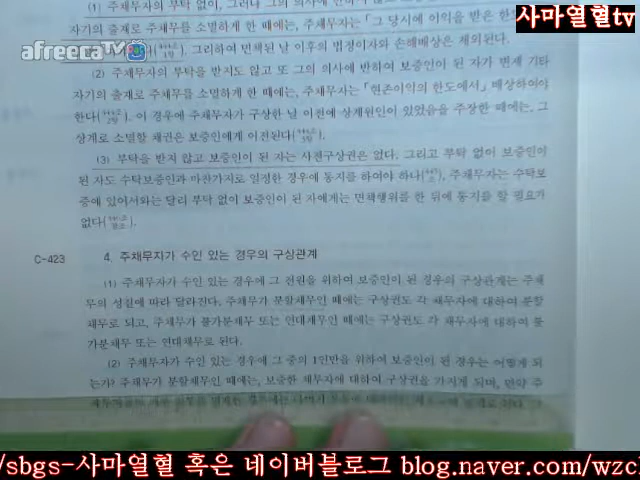 사마열혈tv
afreecaTV
(1) 주채무자의 부탁 없이, 그러나 그의 의사에 반하지 않고
자기의 출재로 주채무를 소멸하게 한 때에는, 주채무자는 「그 당시에 이익을 받은 한도
그리하여 면책된 날 이후의 법정이자와 손해배상은 제외된다.
(2) 주채무자의 부탁을 받지도 않고 또 그의 의사에 반하여 보증인이 된 자가 변제 기타
자기의 출재로 주채무를 소멸하게 한 때에는, 주채무자는 「현존이익의 한도에서」 배상하여야
한다( ). 이 경우에 주채무자가 구상한 날 이전에 상계원인이 있었음을 주장한 때에는, 그
상계로 소멸할 채권은 보증인에게 이전된다( ).
(3) 부탁을 받지 않고 보증인이 된 자는 사전구상권은 없다. 그리고 부탁 없이 보증인이
된 자도 수탁보증인과 마찬가지로 일정한 경우에 통지를 하여야 하나( ), 주채무자는 수탁보
증에 있어서와는 달리 부탁 없이 보증인이 된 자에게는 면책행위를 한 뒤에 통지를 할 필요가
없다( ).
C-423 4. 주채무자가 수인 있는 경우의 구상관계
(1) 주채무자가 수인 있는 경우에 그 전원을 위하여 보증인이 된 경우의 구상관계는 주채
무의 성질에 따라 달라진다. 주채무가 분할채무인 때에는 구상권도 각 채무자에 대하여 분할
채무로 되고, 주채무가 불가분채무 또는 연대채무인 때에는 구상권도 각 채무자에 대하여 불
가분채무 또는 연대채무로 된다.
(2) 주채무자가 수인 있는 경우에 그 중의 1인만을 위하여 보증인이 된 경우는 어떻게 되
는가? 주채무가 분할채무인 때에는, 보증한 채무자에 대하여 구상권을 가지게 되며, 만약 주
/sbgs-사마열혈 혹은 네이버블로그 blog.naver.com/wzcl